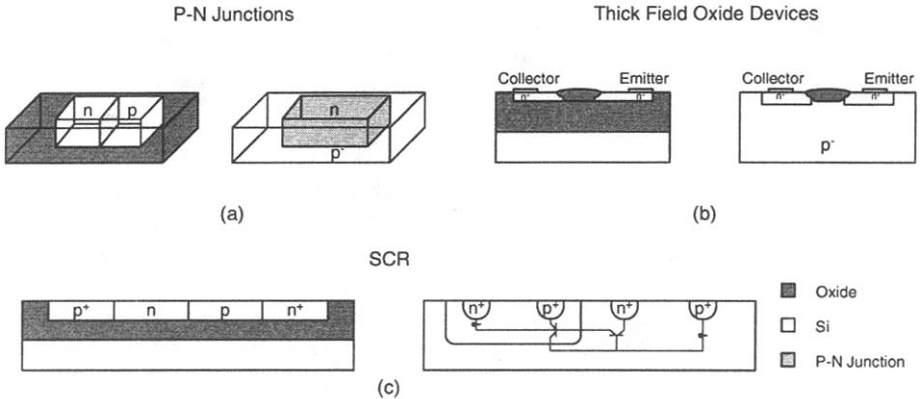 P-N Junctions
Thick Field Oxide Devices
n p
n
p-
(a)
Collector Emitter
n+ n+
Collector Emitter
n+ n+
p-
(b)
SCR
p+ n p n+
n+ p+ n+ p+
(c)
Oxide
Si
P-N Junction